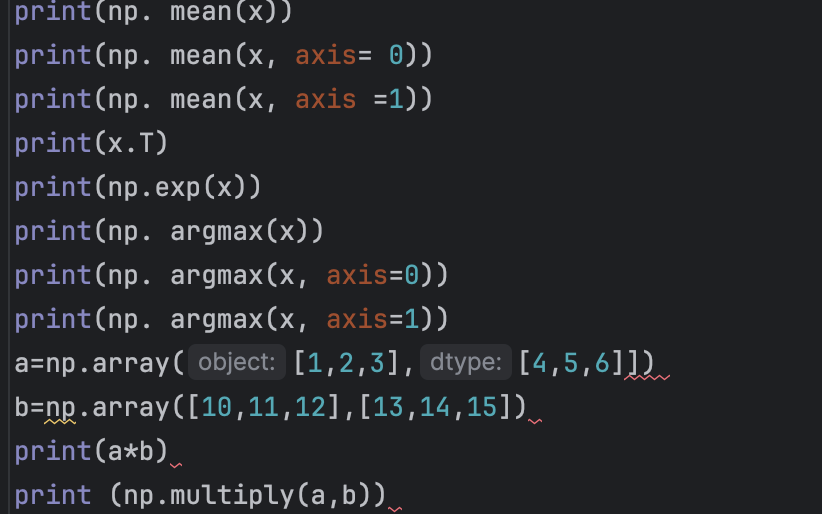 print(np. mean(x))
print(np. mean(x, axis= 0))
print(np. mean(x, axis =1))
print(x.T)
print(np.exp(x))
print(np. argmax(x))
print(np. argmax(x, axis=0))
print(np. argmax(x, axis=1))
a=np.array( object: [1,2,3], dtype: [4,5,6]])
b=np.array([10,11,12],[13,14,15])
print(a*b)
print (np.multiply(a,b))